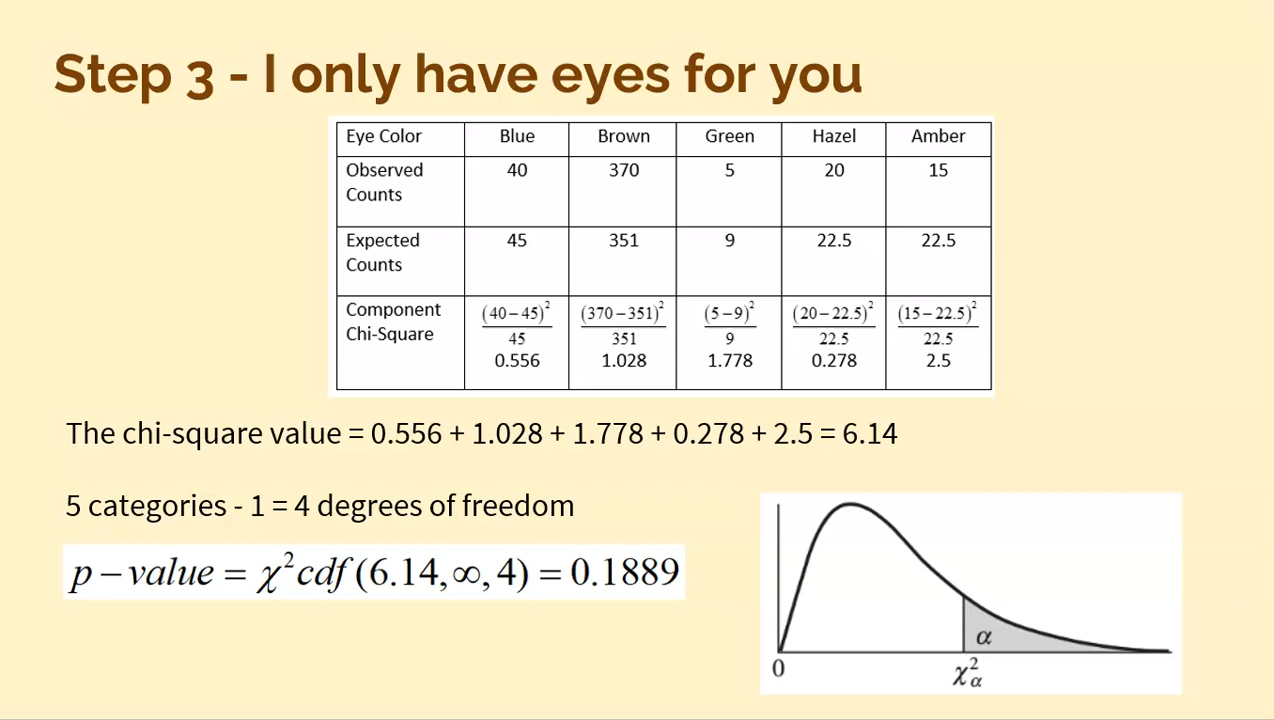 Step 3 - I only have eyes for you
Eye Color Blue Brown Green Hazel Amber
Observed Counts 40 370 5 20 15
Expected Counts 45 351 9 22.5 22.5
Component Chi-Square (40−45)²/45 (370−351)²/351 (5−9)²/9 (20−22.5)²/22.5 (15−22.5)²/22.5
0.556 1.028 1.778 0.278 2.5
The chi-square value = 0.556 + 1.028 + 1.778 + 0.278 + 2.5 = 6.14
5 categories - 1 = 4 degrees of freedom
p − value = χ²cdf(6.14,∞,4) = 0.1889
α
0 χ²α